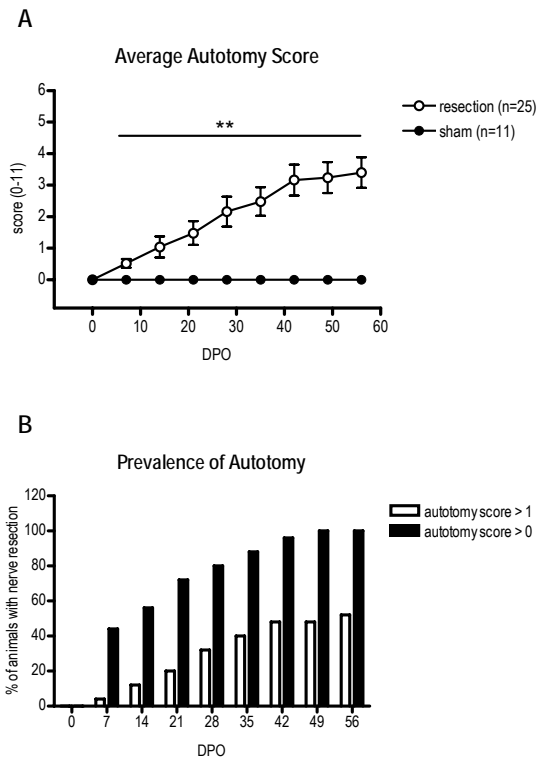 A
Average Autotomy Score
6
5
4
3
2
1
0
score (0-11)
**
resection (n=25)
sham (n=11)
0 10 20 30 40 50 60
DPO
B
Prevalence of Autotomy
120
100
80
60
40
20
0
% of animals with nerve resection
autotomy score > 1
autotomy score > 0
0 7 14 21 28 35 42 49 56
DPO